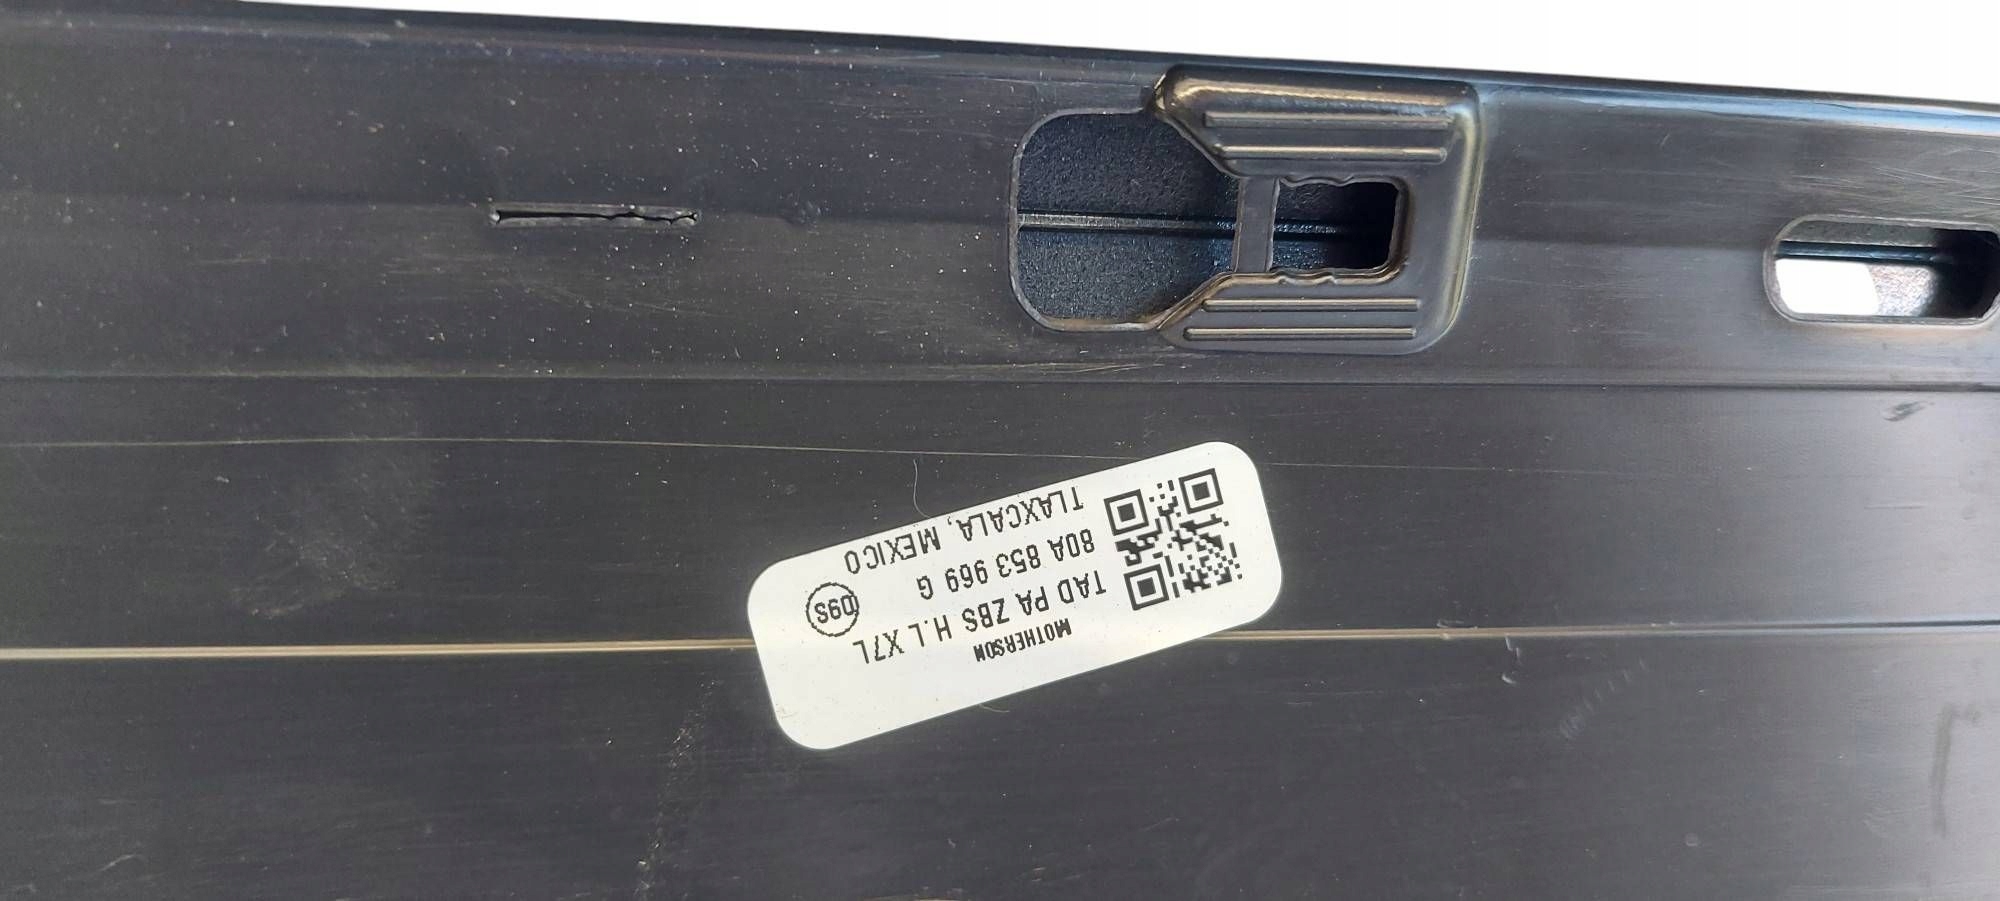 MOTHERSON
TAD PA ZBS H.L X7L
80A 853 969 G
D9S
TLAXCALA, MEXICO